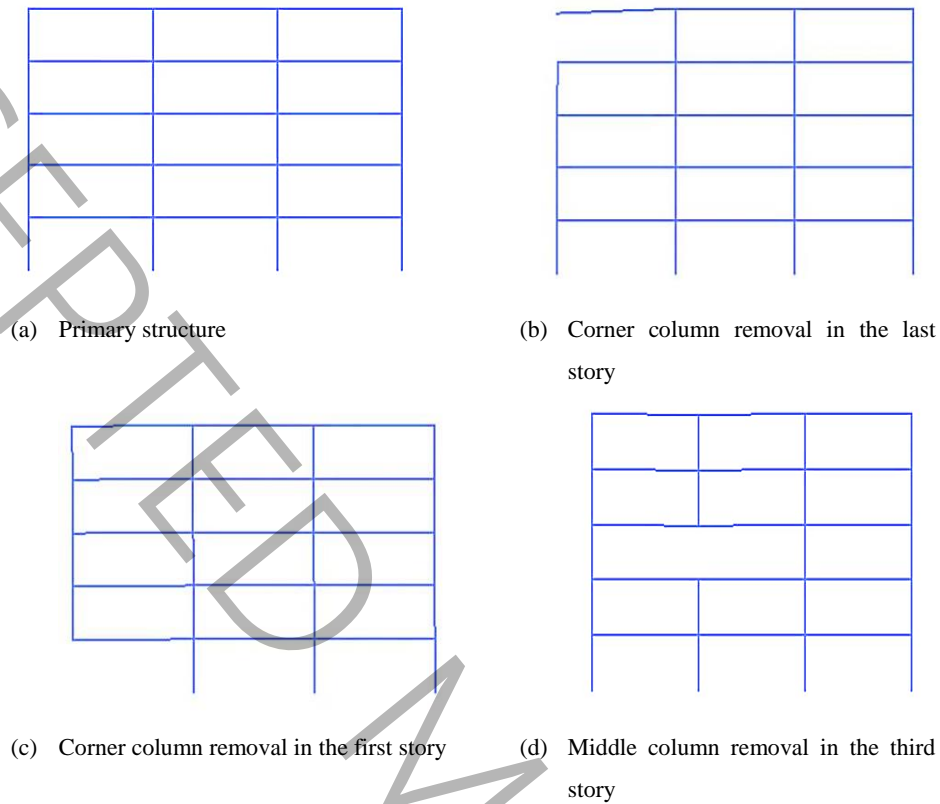 (a) Primary structure
(b) Corner column removal in the last
story
(c) Corner column removal in the first story
(d) Middle column removal in the third
story
EPTED M